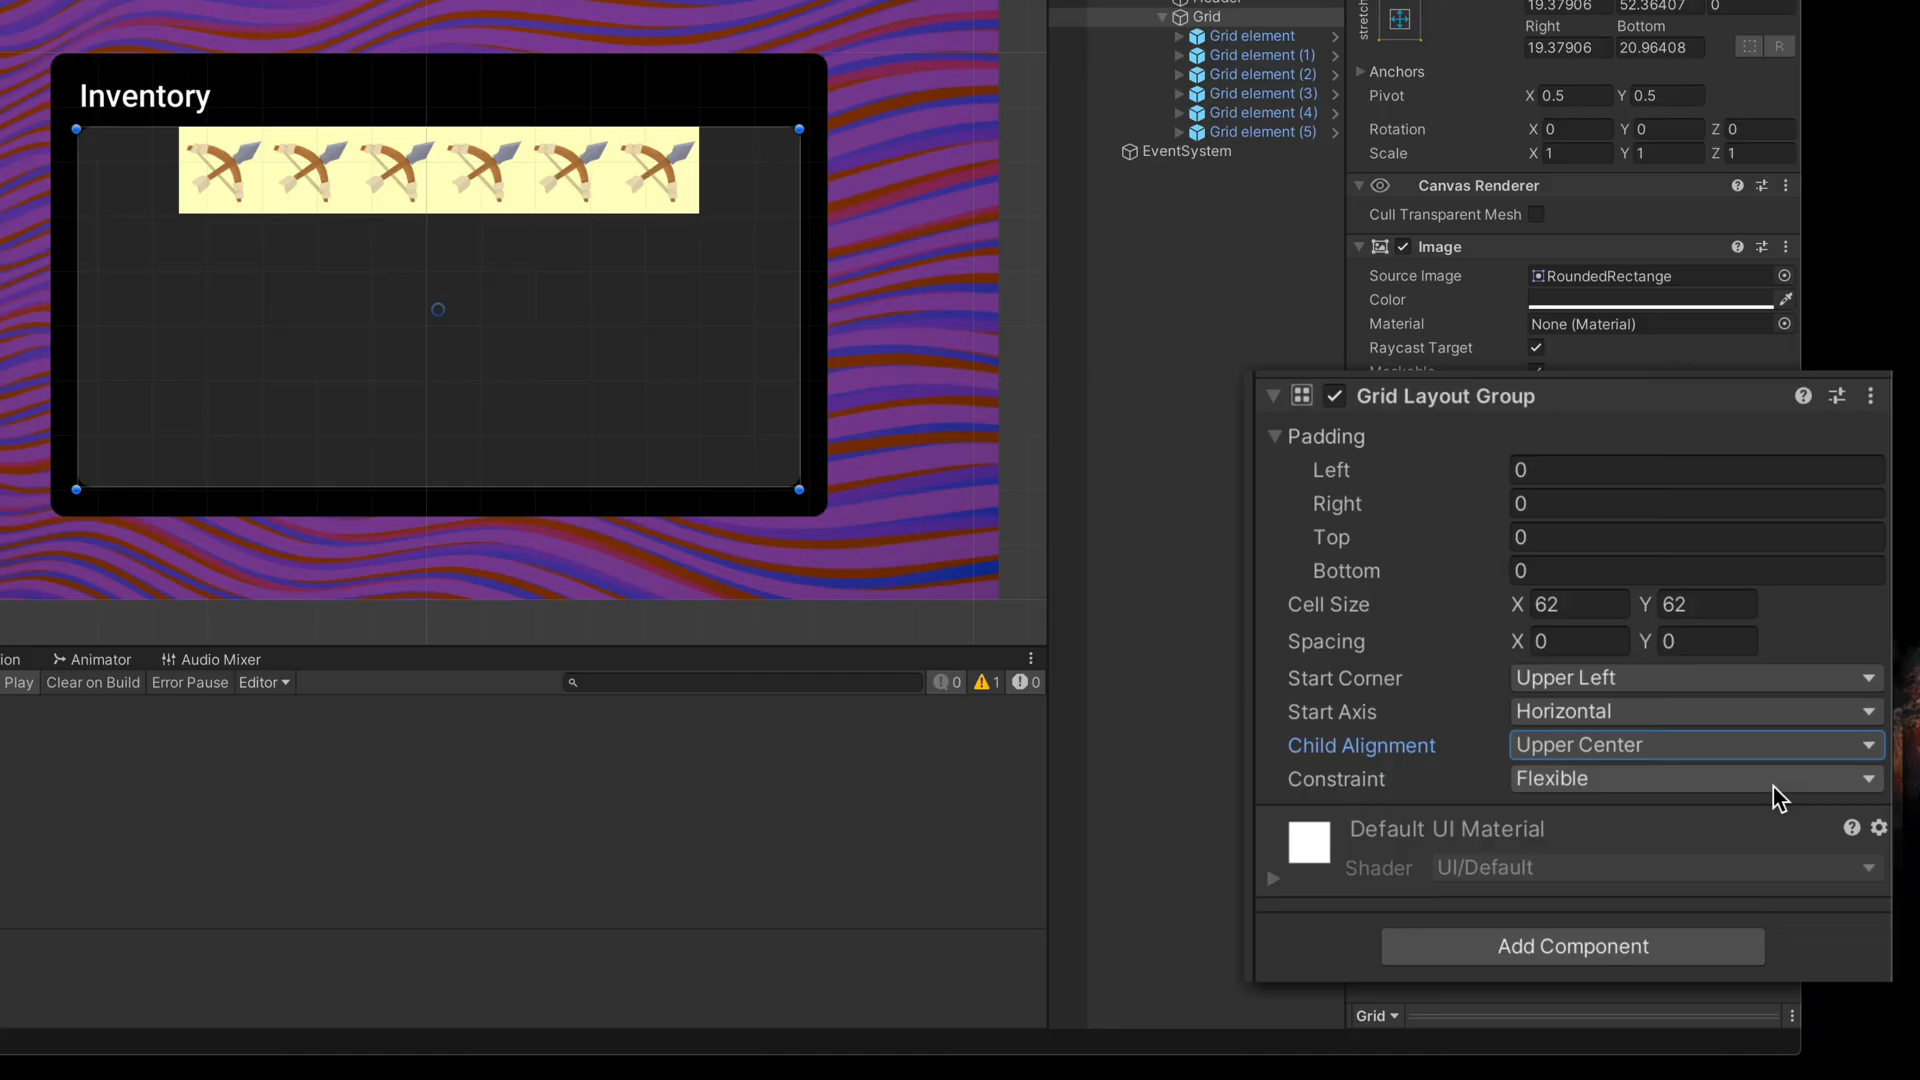 Inventory
Grid
Grid element
Grid element (1)
Grid element (2)
Grid element (3)
Grid element (4)
Grid element (5)
EventSystem
stretch
19.37906 52.36407 0
Right Bottom
19.37906 20.96408 R
Anchors
Pivot X 0.5 Y 0.5
Rotation X 0 Y 0 Z 0
Scale X 1 Y 1 Z 1
Canvas Renderer
Cull Transparent Mesh
Image
Source Image RoundedRectange
Color
Material None (Material)
Raycast Target
Grid Layout Group
Padding
Left 0
Right 0
Top 0
Bottom 0
Cell Size X 62 Y 62
Spacing X 0 Y 0
Start Corner Upper Left
Start Axis Horizontal
Child Alignment Upper Center
Constraint Flexible
Default UI Material
Shader UI/Default
Add Component
Grid
ion Animator Audio Mixer
Play Clear on Build Error Pause Editor 0 1 0